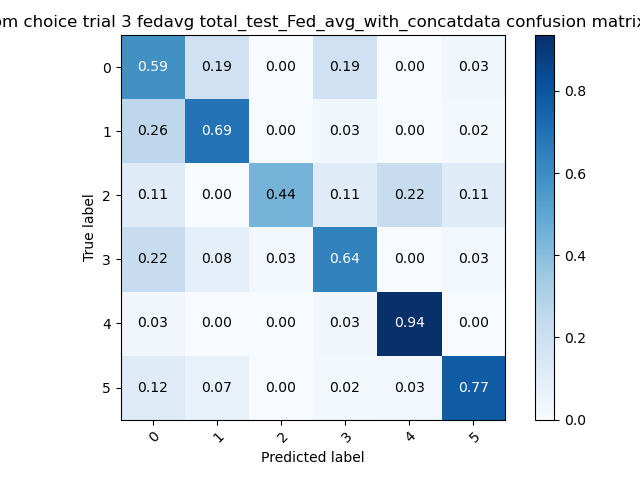 om choice trial 3 fedavg total_test_Fed_avg_with_concatdata confusion matrix
0 0.59 0.19 0.00 0.19 0.00 0.03
1 0.26 0.69 0.00 0.03 0.00 0.02
2 0.11 0.00 0.44 0.11 0.22 0.11
3 0.22 0.08 0.03 0.64 0.00 0.03
4 0.03 0.00 0.00 0.03 0.94 0.00
5 0.12 0.07 0.00 0.02 0.03 0.77
0 1 2 3 4 5
True label
Predicted label
0.8
0.6
0.4
0.2
0.0